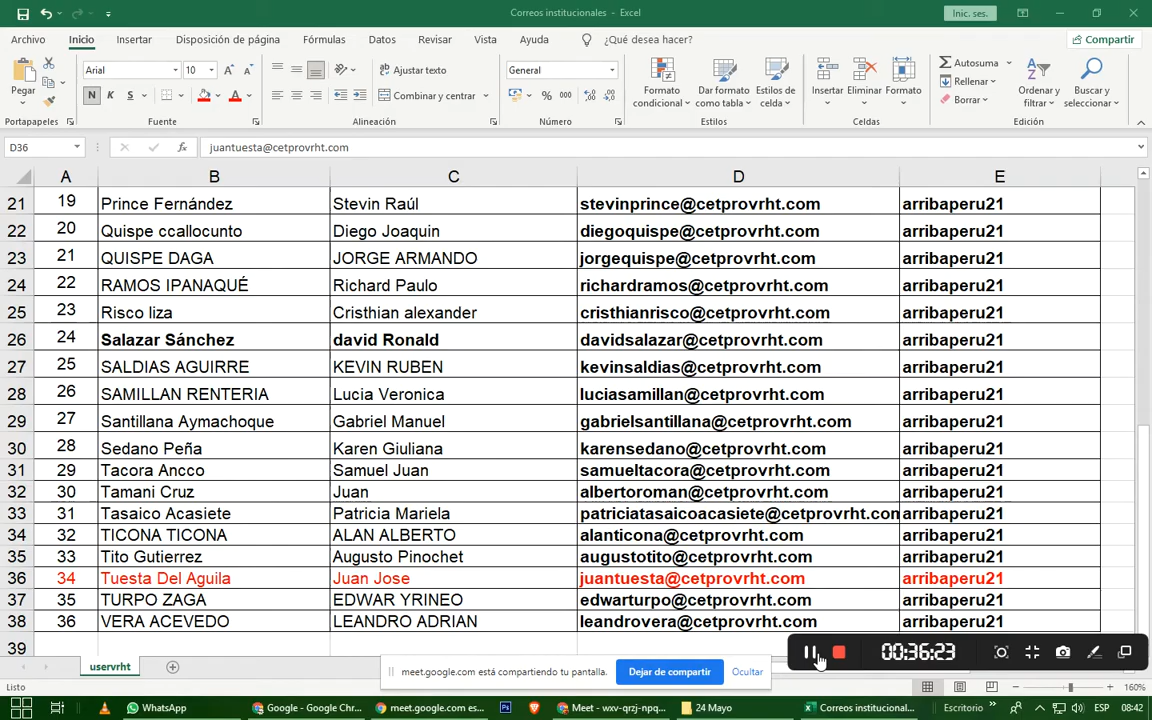 Correos institucionales - Excel
Inic. ses.
Archivo Inicio Insertar Disposición de página Fórmulas Datos Revisar Vista Ayuda ¿Qué desea hacer? Compartir
Pegar
Arial 10
N K S
Ajustar texto
Combinar y centrar
General
% 000
Formato condicional
Dar formato como tabla
Estilos de celda
Insertar
Eliminar
Formato
Autosuma
Rellenar
Borrar
Ordenar y filtrar
Buscar y seleccionar
Portapapeles Fuente Alineación Número Estilos Celdas Edición
D36 fx juantuesta@cetprovrht.com
A B C D E
21 19 Prince Fernández Stevin Raúl stevinprince@cetprovrht.com arribaperu21
22 20 Quispe ccallocunto Diego Joaquin diegoquispe@cetprovrht.com arribaperu21
23 21 QUISPE DAGA JORGE ARMANDO jorgequispe@cetprovrht.com arribaperu21
24 22 RAMOS IPANAQUÉ Richard Paulo richardramos@cetprovrht.com arribaperu21
25 23 Risco liza Cristhian alexander cristhianrisco@cetprovrht.com arribaperu21
26 24 Salazar Sánchez david Ronald davidsalazar@cetprovrht.com arribaperu21
27 25 SALDIAS AGUIRRE KEVIN RUBEN kevinsaldias@cetprovrht.com arribaperu21
28 26 SAMILLAN RENTERIA Lucia Veronica luciasamillan@cetprovrht.com arribaperu21
29 27 Santillana Aymachoque Gabriel Manuel gabrielsantillana@cetprovrht.com arribaperu21
30 28 Sedano Peña Karen Giuliana karensedano@cetprovrht.com arribaperu21
31 29 Tacora Ancco Samuel Juan samueltacora@cetprovrht.com arribaperu21
32 30 Tamani Cruz Juan albertoroman@cetprovrht.com arribaperu21
33 31 Tasaico Acasiete Patricia Mariela patriciatasaicoacasiete@cetprovrht.com arribaperu21
34 32 TICONA TICONA ALAN ALBERTO alanticona@cetprovrht.com arribaperu21
35 33 Tito Gutierrez Augusto Pinochet augustotito@cetprovrht.com arribaperu21
36 34 Tuesta Del Aguila Juan Jose juantuesta@cetprovrht.com arribaperu21
37 35 TURPO ZAGA EDWAR YRINEO edwarturpo@cetprovrht.com arribaperu21
38 36 VERA ACEVEDO LEANDRO ADRIAN leandrovera@cetprovrht.com arribaperu21
39
uservrht
meet.google.com está compartiendo tu pantalla. Dejar de compartir Ocultar
00:36:23
Listo 160%
WhatsApp Google - Google Chr... meet.google.com es... Meet - wxv-qrzj-npq... 24 Mayo Correos institucional... Escritorio ESP 08:42